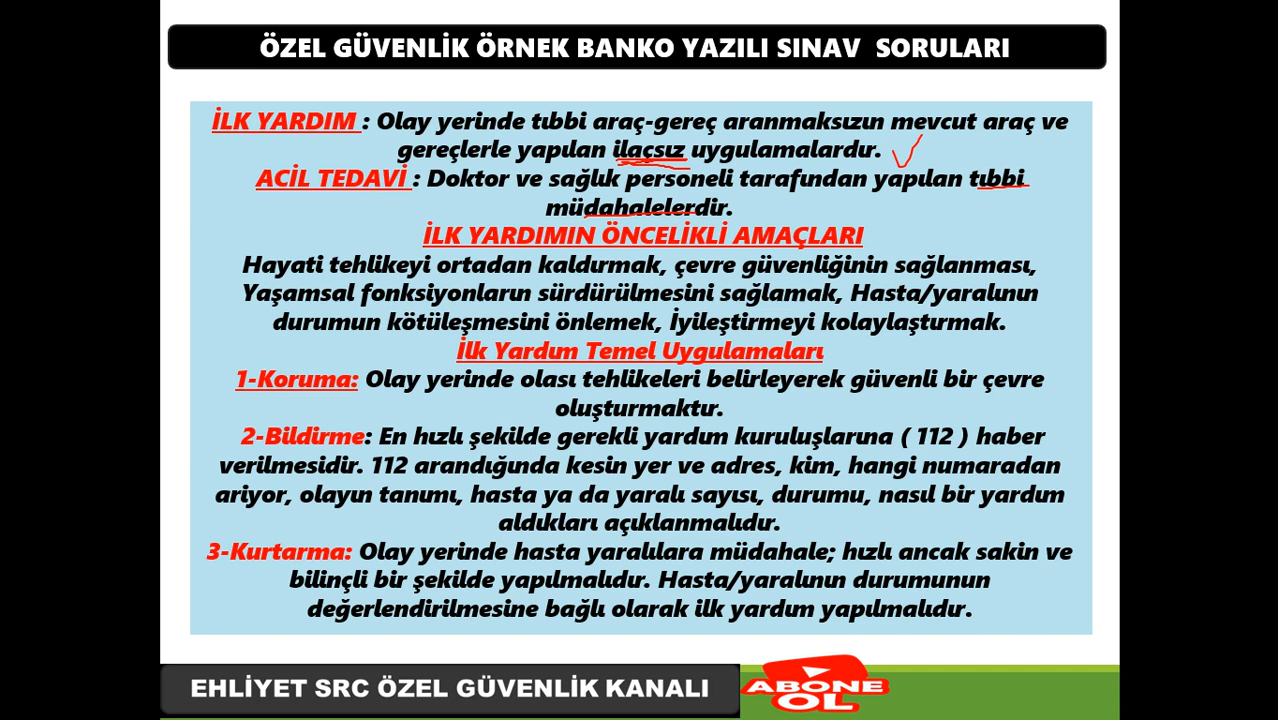 ÖZEL GÜVENLİK ÖRNEK BANKO YAZILI SINAV SORULARI
İLK YARDIM : Olay yerinde tıbbi araç-gereç aranmaksızın mevcut araç ve
gereçlerle yapılan ilaçsız uygulamalardır.
ACİL TEDAVİ : Doktor ve sağlık personeli tarafından yapılan tıbbi
müdahalelerdir.
İLK YARDIMIN ÖNCELİKLİ AMAÇLARI
Hayati tehlikeyi ortadan kaldırmak, çevre güvenliğinin sağlanması,
Yaşamsal fonksiyonların sürdürülmesini sağlamak, Hasta/yaralının
durumun kötüleşmesini önlemek, İyileştirmeyi kolaylaştırmak.
İlk Yardım Temel Uygulamaları
1-Koruma: Olay yerinde olası tehlikeleri belirleyerek güvenli bir çevre
oluşturmaktır.
2-Bildirme: En hızlı şekilde gerekli yardım kuruluşlarına ( 112 ) haber
verilmesidir. 112 arandığında kesin yer ve adres, kim, hangi numaradan
ariyor, olayın tanımı, hasta ya da yaralı sayısı, durumu, nasıl bir yardım
aldıkları açıklanmalıdır.
3-Kurtarma: Olay yerinde hasta yaralılara müdahale; hızlı ancak sakin ve
bilinçli bir şekilde yapılmalıdır. Hasta/yaralının durumunun
değerlendirilmesine bağlı olarak ilk yardım yapılmalıdır.
EHLİYET SRC ÖZEL GÜVENLİK KANALI
ABONE
OL